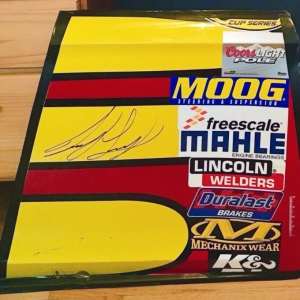 CUP SERIES
Coors LIGHT
POLE
MOOG
STEERING & SUSPENSION
freescale
MAHLE
ENGINE BEARINGS
LINCOLN
WELDERS
Duralast
BRAKES
MECHANIX WEAR
K&N